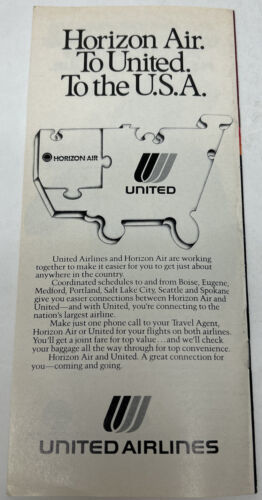 Horizon Air.
To United.
To the U.S.A.
HORIZON AIR
UNITED
United Airlines and Horizon Air are working
together to make it easier for you to get just about
anywhere in the country.
Coordinated schedules to and from Boise, Eugene,
Medford, Portland, Salt Lake City, Seattle and Spokane
give you easier connections between Horizon Air and
United—and with United, you're connecting to the
nation's largest airline.
Make just one phone call to your Travel Agent,
Horizon Air or United for your flights on both airlines.
You'll get a joint fare for top value...and we'll check
your baggage all the way through for top convenience.
Horizon Air and United. A great connection for
you—coming and going.
UNITED AIRLINES